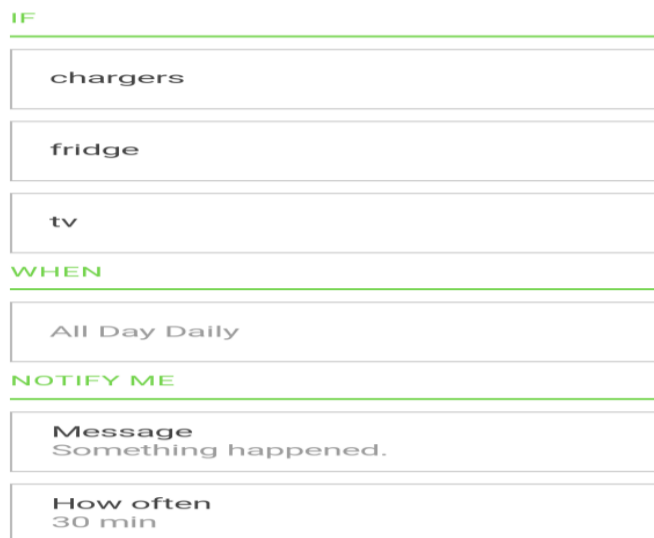 IF
chargers
fridge
tv
WHEN
All Day Daily
NOTIFY ME
Message
Something happened.
How often
30 min